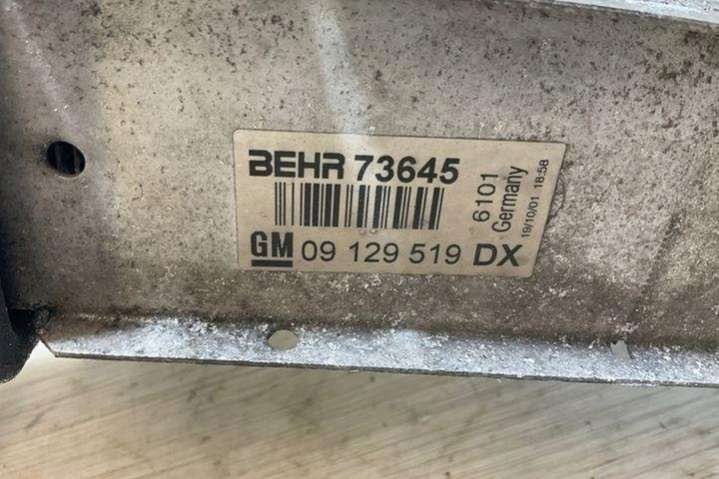 BEHR 73645
GM 09 129 519 DX
6101
Germany
19/10/01 18:58